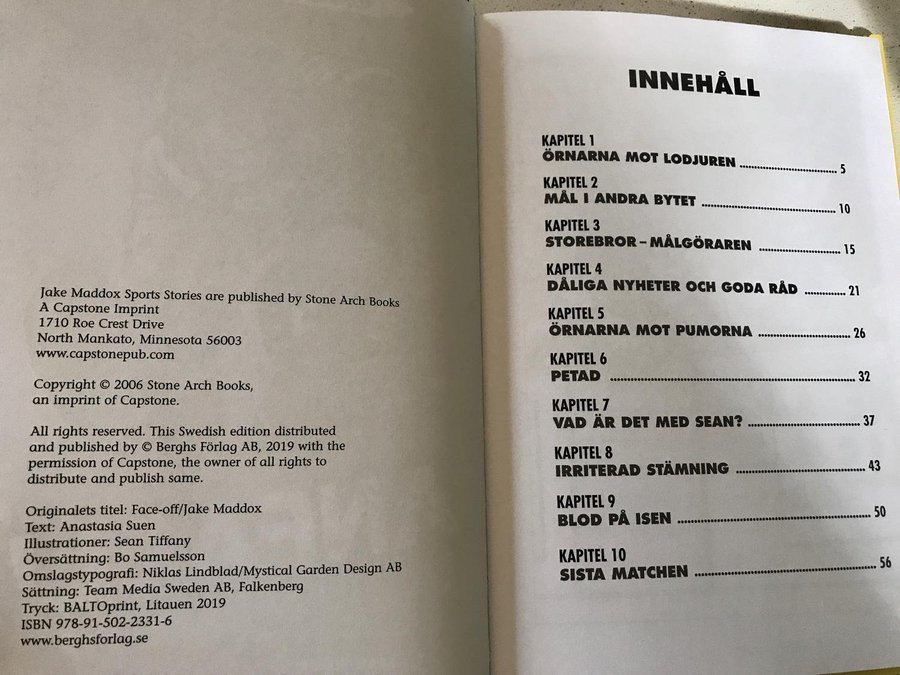 Jake Maddox Sports Stories are published by Stone Arch Books
A Capstone Imprint
1710 Roe Crest Drive
North Mankato, Minnesota 56003
www.capstonepub.com
Copyright © 2006 Stone Arch Books,
an imprint of Capstone.
All rights reserved. This Swedish edition distributed
and published by © Berghs Förlag AB, 2019 with the
permission of Capstone, the owner of all rights to
distribute and publish same.
Originalets titel: Face-off/Jake Maddox
Text: Anastasia Suen
Illustrationer: Sean Tiffany
Översättning: Bo Samuelsson
Omslagstypografi: Niklas Lindblad/Mystical Garden Design AB
Sättning: Team Media Sweden AB, Falkenberg
Tryck: BALTOprint, Litauen 2019
ISBN 978-91-502-2331-6
www.berghsforlag.se
INNEHÅLL
KAPITEL 1
ÖRNARNA MOT LODJUREN ........................ 5
KAPITEL 2
MÅL I ANDRA BYTET ........................ 10
KAPITEL 3
STOREBROR – MÅLGÖRAREN ........................ 15
KAPITEL 4
DÅLIGA NYHETER OCH GODA RÅD ............ 21
KAPITEL 5
ÖRNARNA MOT PUMORNA ........................ 26
KAPITEL 6
PETAD ........................ 32
KAPITEL 7
VAD ÄR DET MED SEAN? ........................ 37
KAPITEL 8
IRRITERAD STÄMNING ........................ 43
KAPITEL 9
BLOD PÅ ISEN ........................ 50
KAPITEL 10
SISTA MATCHEN ........................ 56